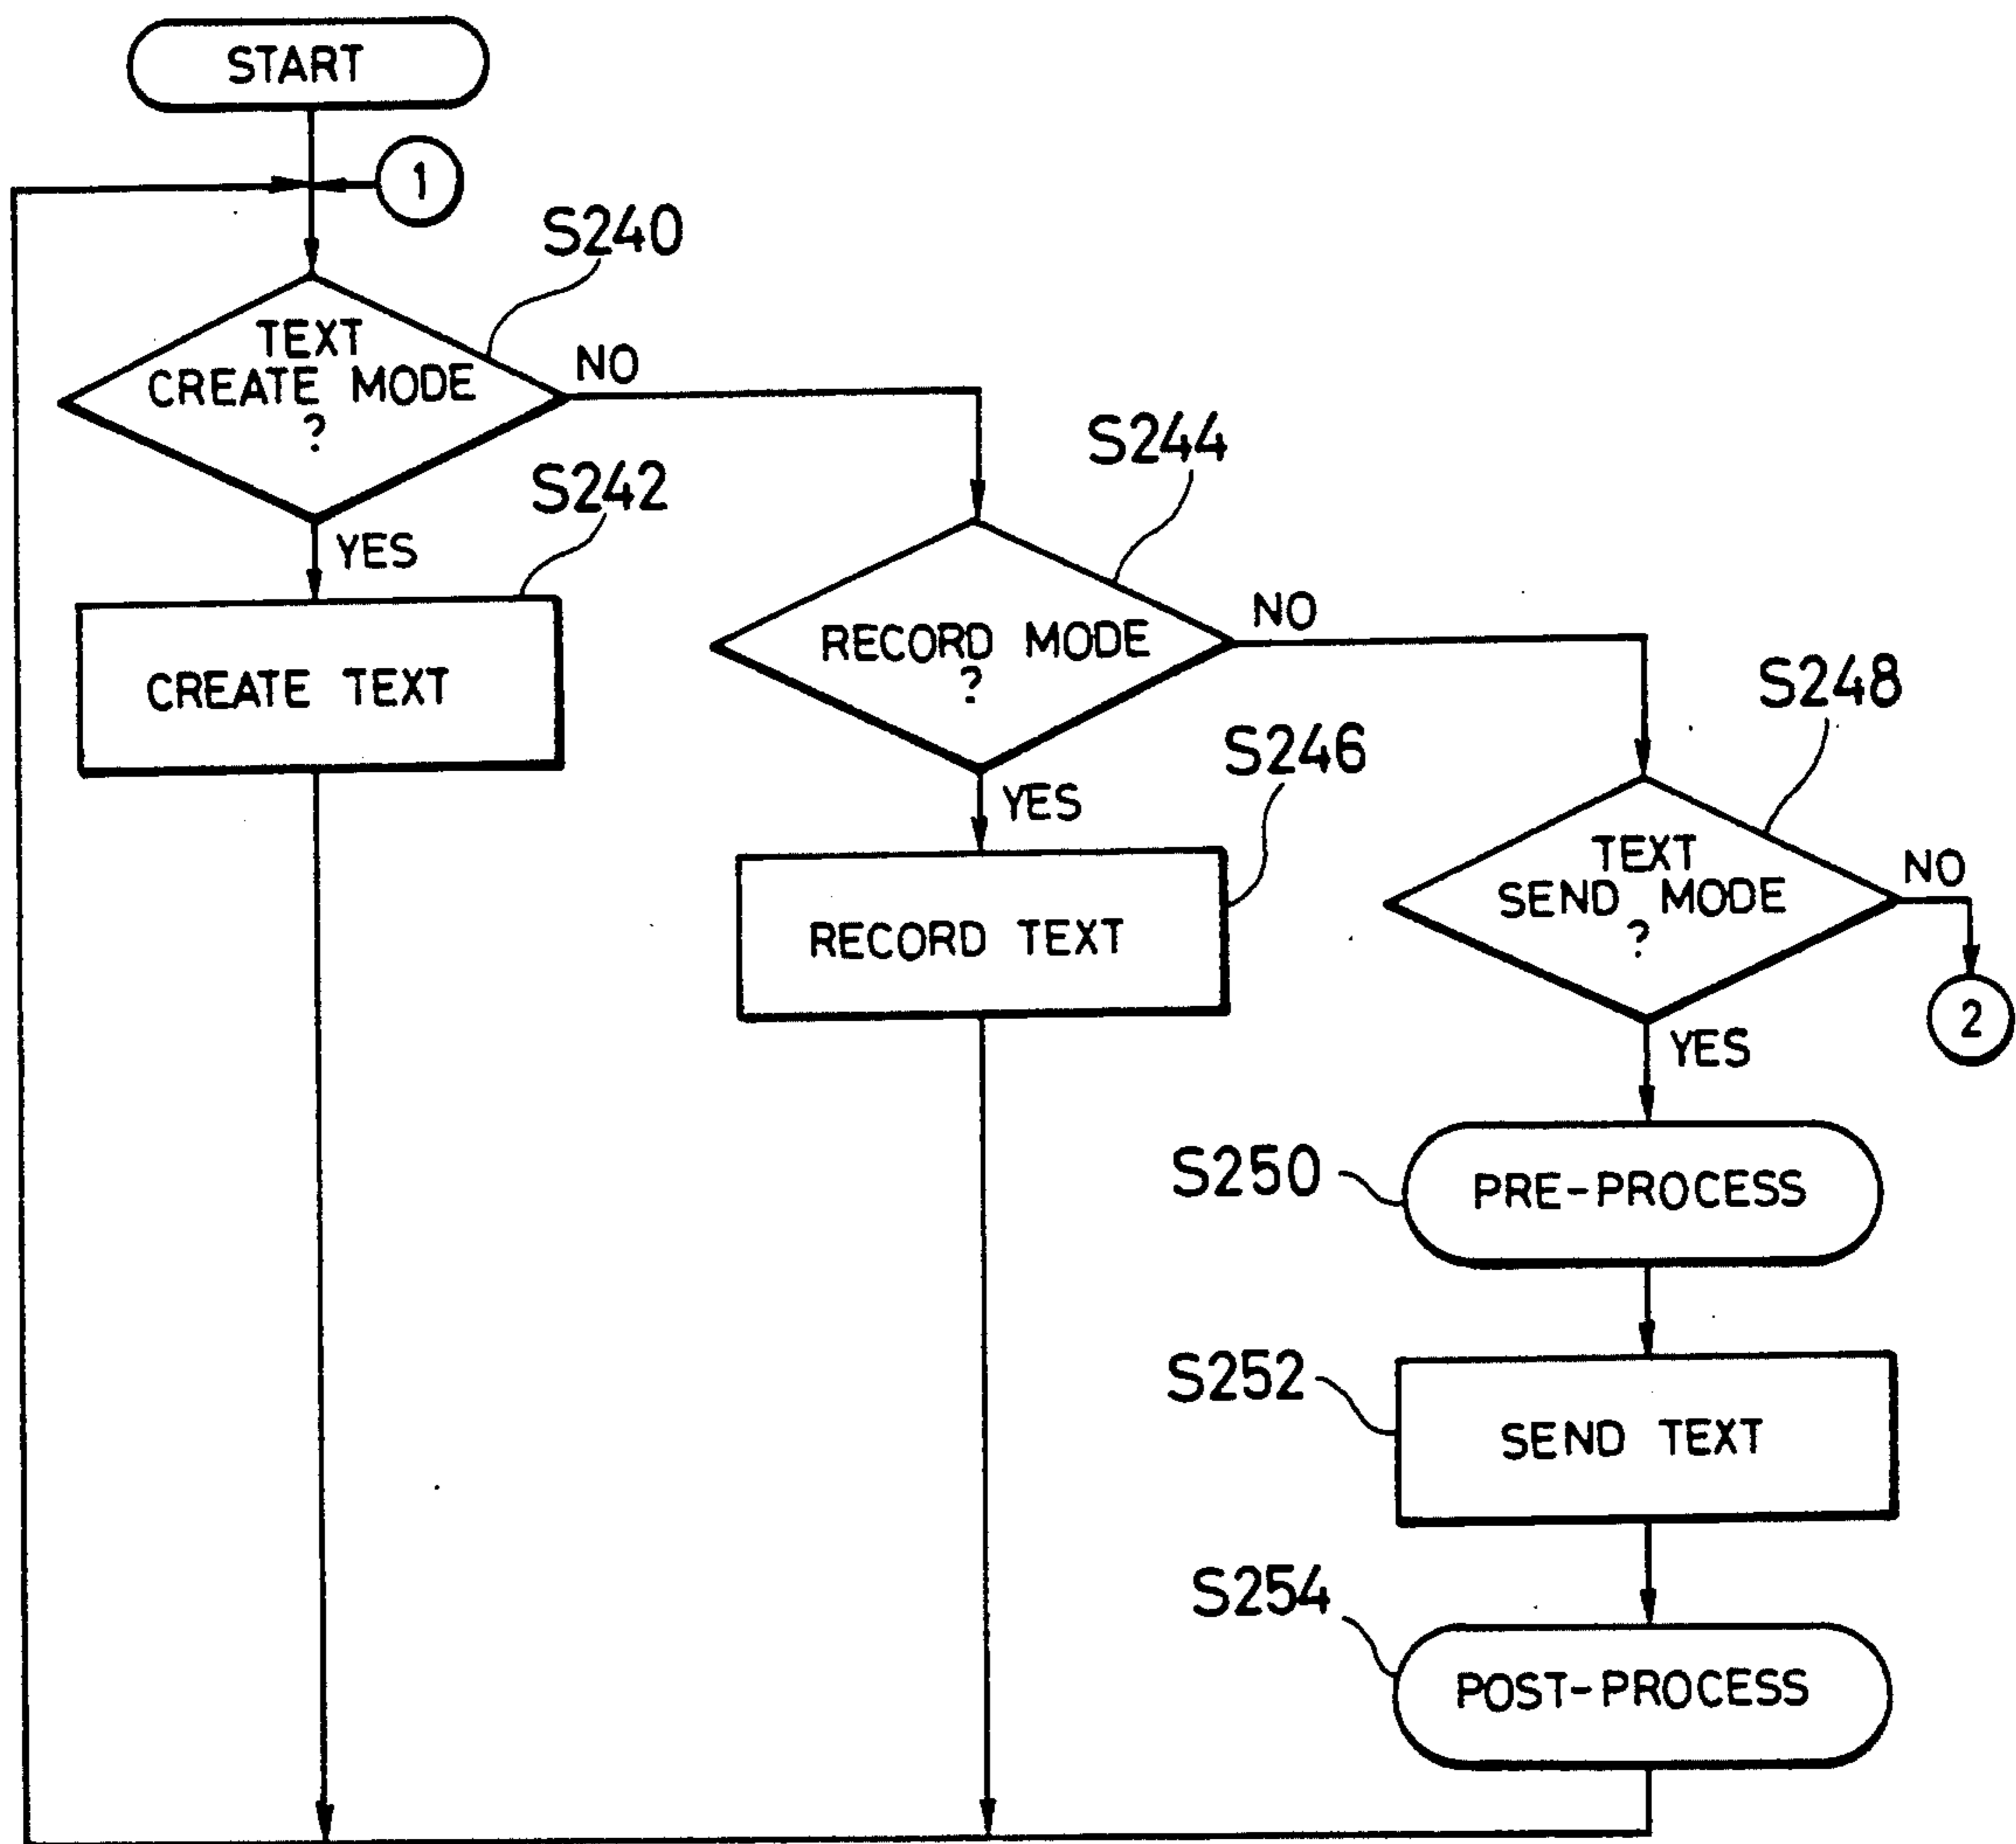 START
1
S240
TEXT
CREATE MODE
?
NO
S242
YES
CREATE TEXT
S244
RECORD MODE
?
NO
S246
YES
RECORD TEXT
S248
TEXT
SEND MODE
?
NO
2
YES
S250
PRE-PROCESS
S252
SEND TEXT
S254
POST-PROCESS